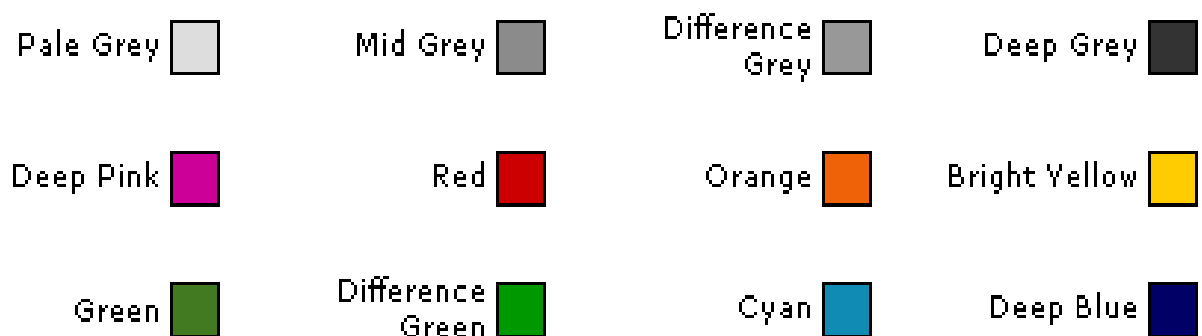 Pale Grey
Mid Grey
Difference
Grey
Deep Grey
Deep Pink
Red
Orange
Bright Yellow
Green
Difference
Green
Cyan
Deep Blue